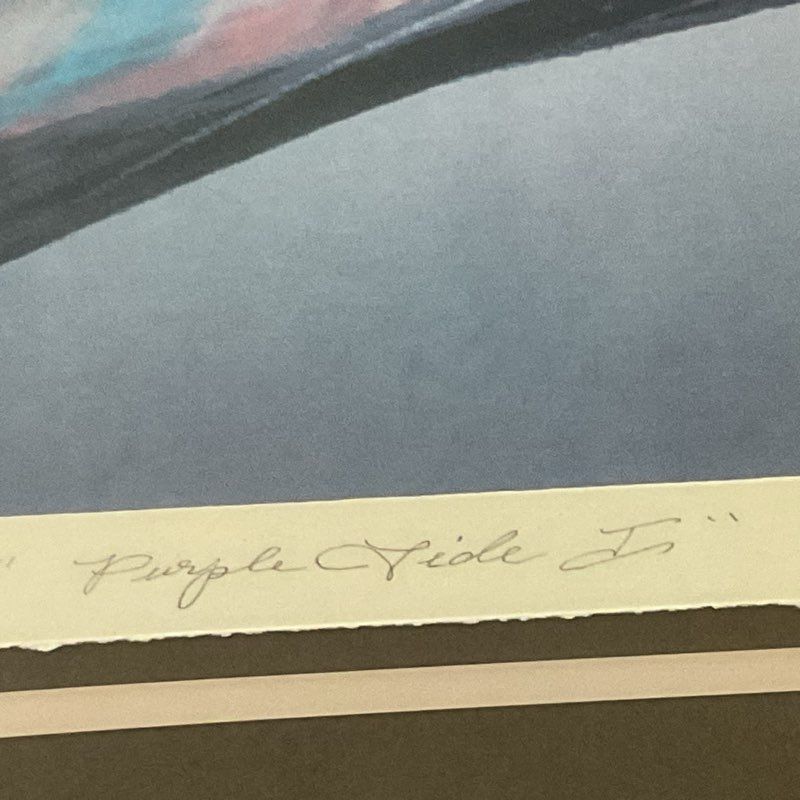 " Purple Tide I "